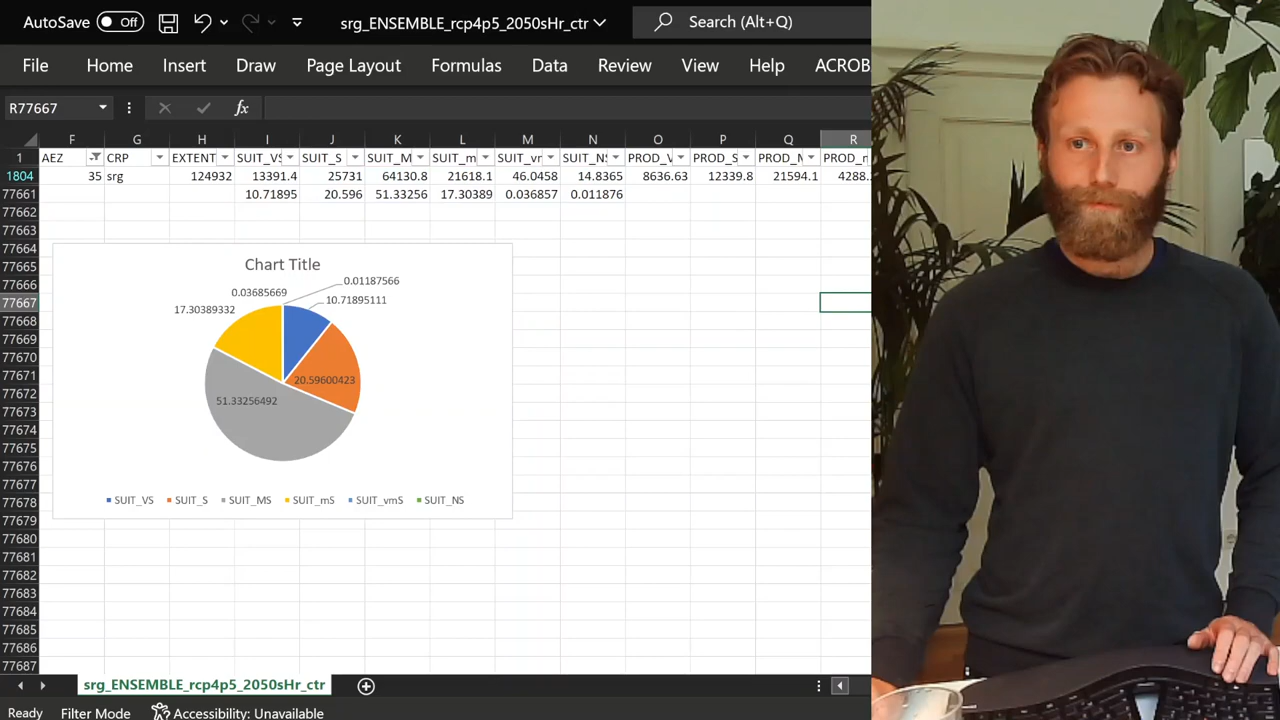 AutoSave Off srg_ENSEMBLE_rcp4p5_2050sHr_ctr Search (Alt+Q)
File Home Insert Draw Page Layout Formulas Data Review View Help ACROB
R77667 fx
F G H I J K L M N O P Q R
1 AEZ CRP EXTENT SUIT_VS SUIT_S SUIT_M SUIT_m SUIT_vr SUIT_NS PROD_V PROD_S PROD_M PROD_r
1804 35 srg 124932 13391.4 25731 64130.8 21618.1 46.0458 14.8365 8636.63 12339.8 21594.1 4288.
77661 10.71895 20.596 51.33256 17.30389 0.036857 0.011876
77662
77663
77664
Chart Title
77665
0.01187566
77666
0.03685669 10.71895111
77667
17.30389332
77668
77669
77670
77671
20.59600423
77672
51.33256492
77673
77674
77675
77676
77677
77678
SUIT_VS SUIT_S SUIT_MS SUIT_mS SUIT_vmS SUIT_NS
77679
77680
77681
77682
77683
77684
77685
77686
77687
srg_ENSEMBLE_rcp4p5_2050sHr_ctr
Ready Filter Mode Accessibility: Unavailable